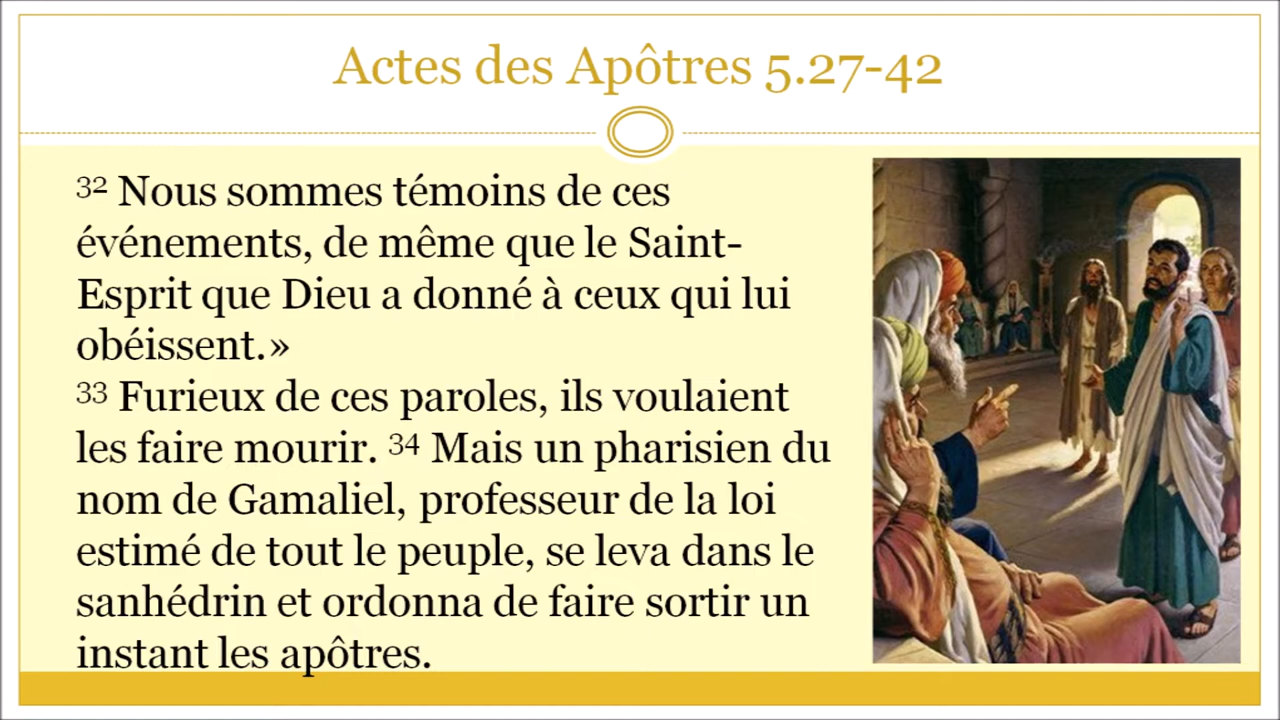 Actes des Apôtres 5.27-42
32 Nous sommes témoins de ces
événements, de même que le Saint-
Esprit que Dieu a donné à ceux qui lui
obéissent.»
33 Furieux de ces paroles, ils voulaient
les faire mourir. 34 Mais un pharisien du
nom de Gamaliel, professeur de la loi
estimé de tout le peuple, se leva dans le
sanhédrin et ordonna de faire sortir un
instant les apôtres.